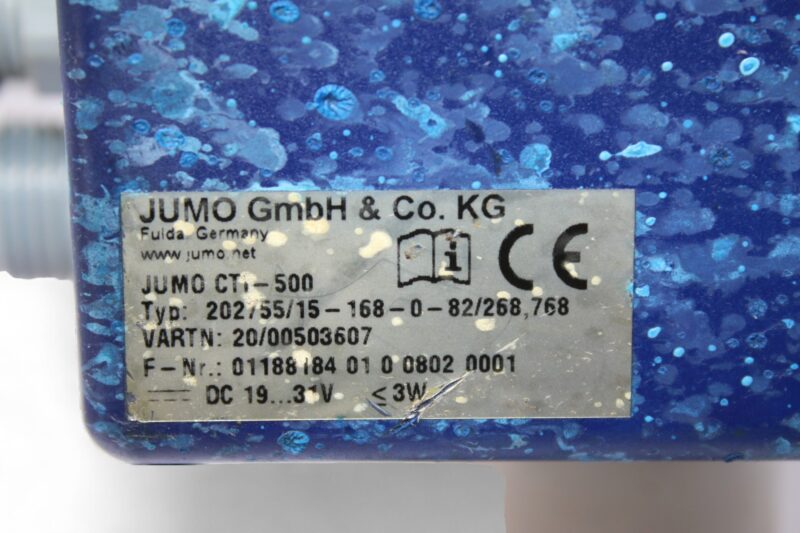 JUMO GmbH & Co. KG
Fulda, Germany
www.jumo.net
i
CE
JUMO CTI-500
Typ: 202755/15-168-0-82/268,768
VARTN: 20/00503607
F-Nr.: 01188184 01 0 0802 0001
DC 19...31V ≤ 3W